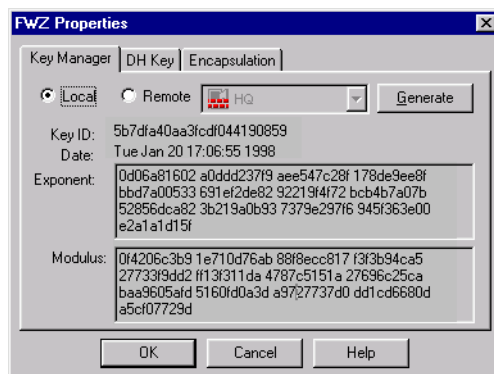 FWZ Properties
Key Manager DH Key Encapsulation
Local Remote HQ Generate
Key ID: 5b7dfa40aa3fcdf044190859
Date: Tue Jan 20 17:06:55 1998
Exponent: 0d06a81602 a0ddd237f9 aee547c28f 178de9ee8f
bbd7a00533 691ef2de82 92219f4f72 bcb4b7a07b
52856dca82 3b219a0b93 7379e297f6 945f363e00
e2a1a1d15f
Modulus: 0f4206c3b9 1e710d76ab 88f8ecc817 f3f3b94ca5
27733f9dd2 ff13f311da 4787c5151a 27696c25ca
baa9605afd 5160fd0a3d a9727737d0 dd1cd6680d
a5cf07729d
OK Cancel Help